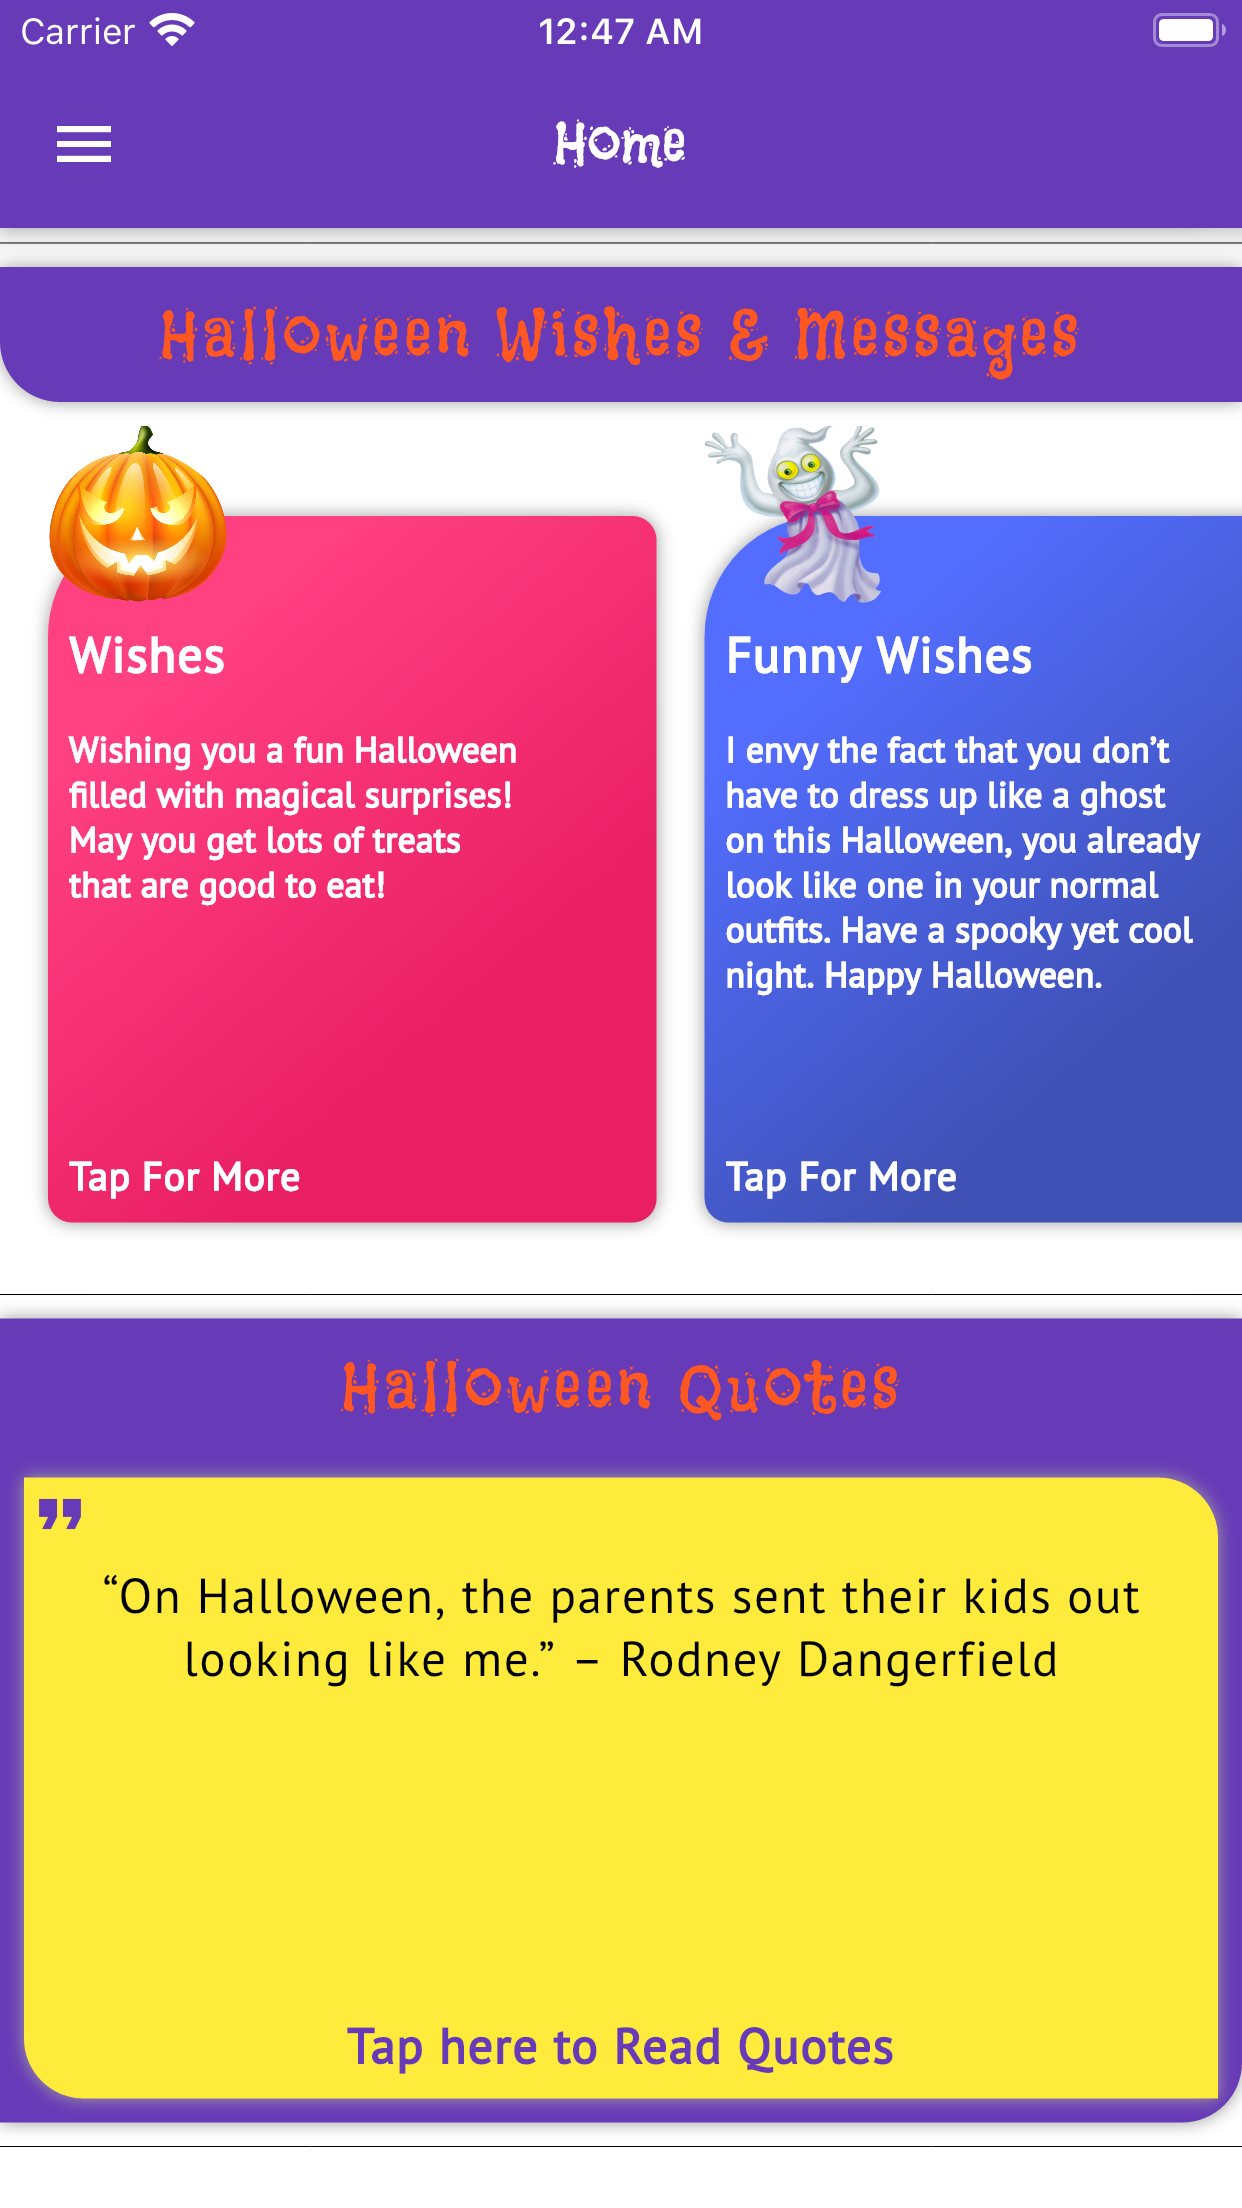 Carrier
12:47 AM
Home
Halloween Wishes & Messages
Wishes
Wishing you a fun Halloween
filled with magical surprises!
May you get lots of treats
that are good to eat!
Tap For More
Funny Wishes
I envy the fact that you don’t
have to dress up like a ghost
on this Halloween, you already
look like one in your normal
outfits. Have a spooky yet cool
night. Happy Halloween.
Tap For More
Halloween Quotes
“On Halloween, the parents sent their kids out
looking like me.” – Rodney Dangerfield
Tap here to Read Quotes